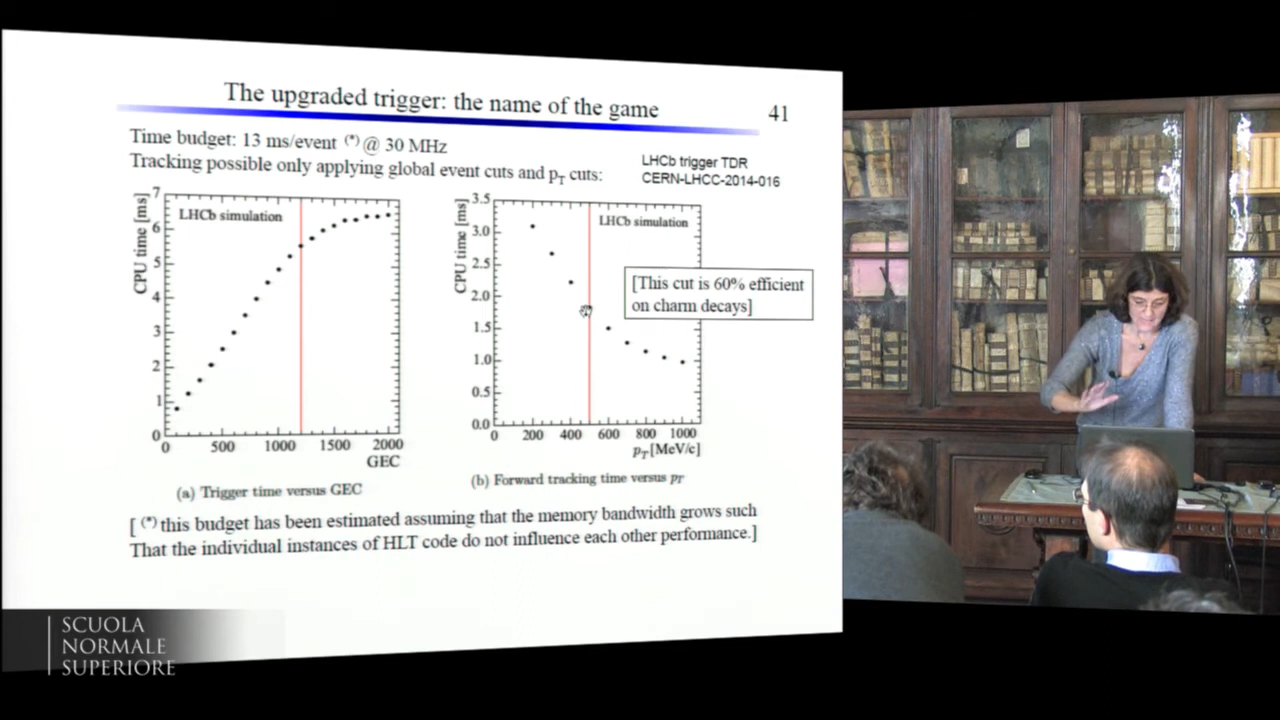 The upgraded trigger: the name of the game
41
Time budget: 13 ms/event (*) @ 30 MHz
Tracking possible only applying global event cuts and pT cuts:
LHCb trigger TDR
CERN-LHCC-2014-016
CPU time [ms]
7
6
5
4
3
2
1
0
LHCb simulation
0 500 1000 1500 2000
GEC
(a) Trigger time versus GEC
CPU time [ms]
3.5
3.0
2.5
2.0
1.5
1.0
0.5
0.0
LHCb simulation
[This cut is 60% efficient
on charm decays]
0 200 400 600 800 1000
pT [MeV/c]
(b) Forward tracking time versus pT
[ (*) this budget has been estimated assuming that the memory bandwidth grows such
That the individual instances of HLT code do not influence each other performance.]
SCUOLA
NORMALE
SUPERIORE